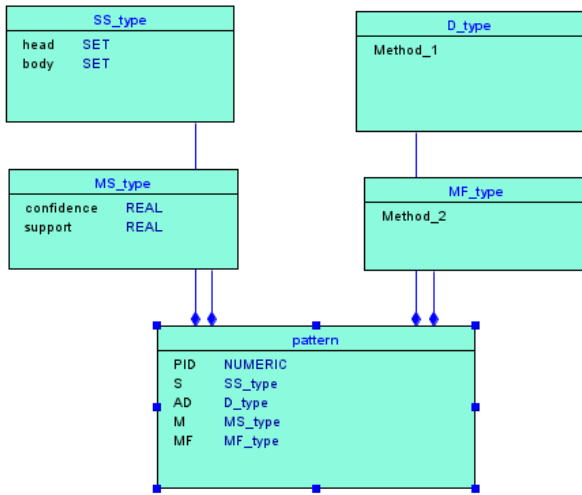 SS_type
head SET
body SET
D_type
Method_1
MS_type
confidence REAL
support REAL
MF_type
Method_2
pattern
PID NUMERIC
S SS_type
AD D_type
M MS_type
MF MF_type